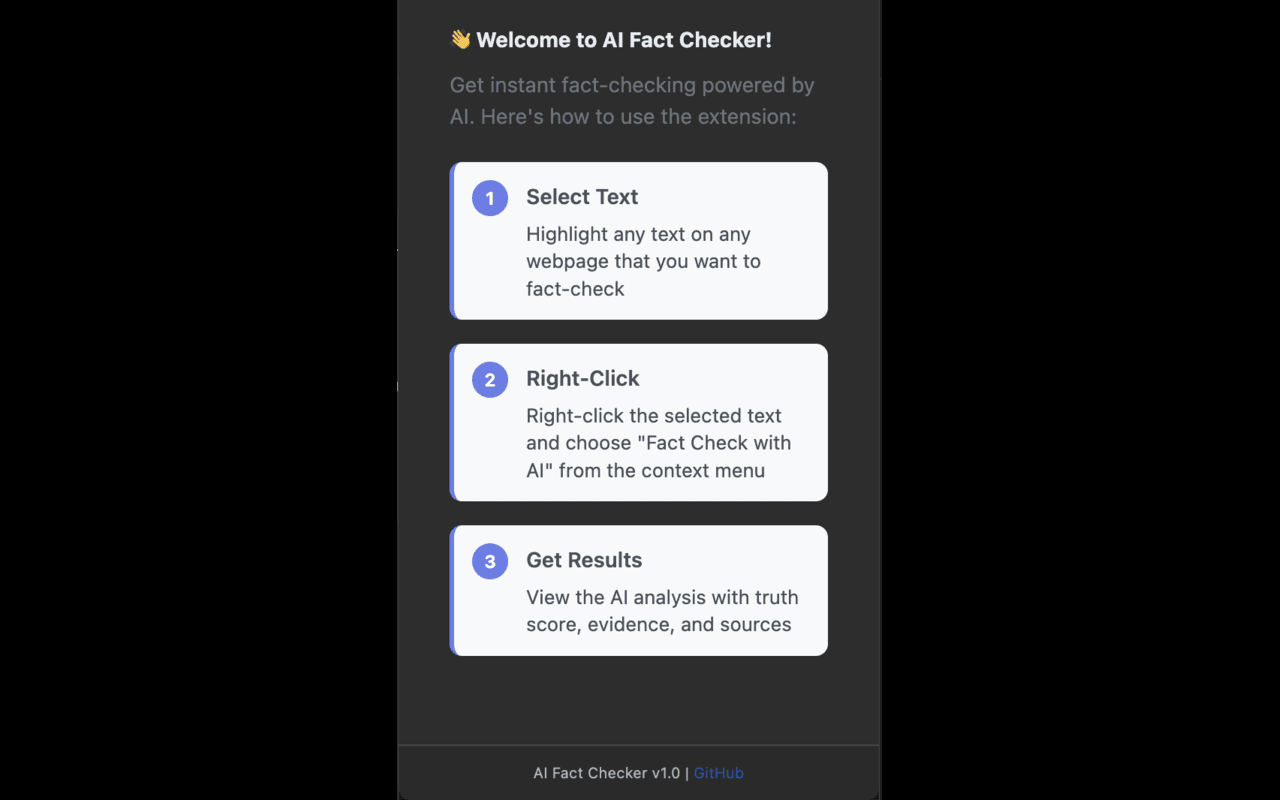 👋 Welcome to AI Fact Checker!
Get instant fact-checking powered by
AI. Here's how to use the extension:
1
Select Text
Highlight any text on any
webpage that you want to
fact-check
2
Right-Click
Right-click the selected text
and choose "Fact Check with
AI" from the context menu
3
Get Results
View the AI analysis with truth
score, evidence, and sources
AI Fact Checker v1.0 | GitHub